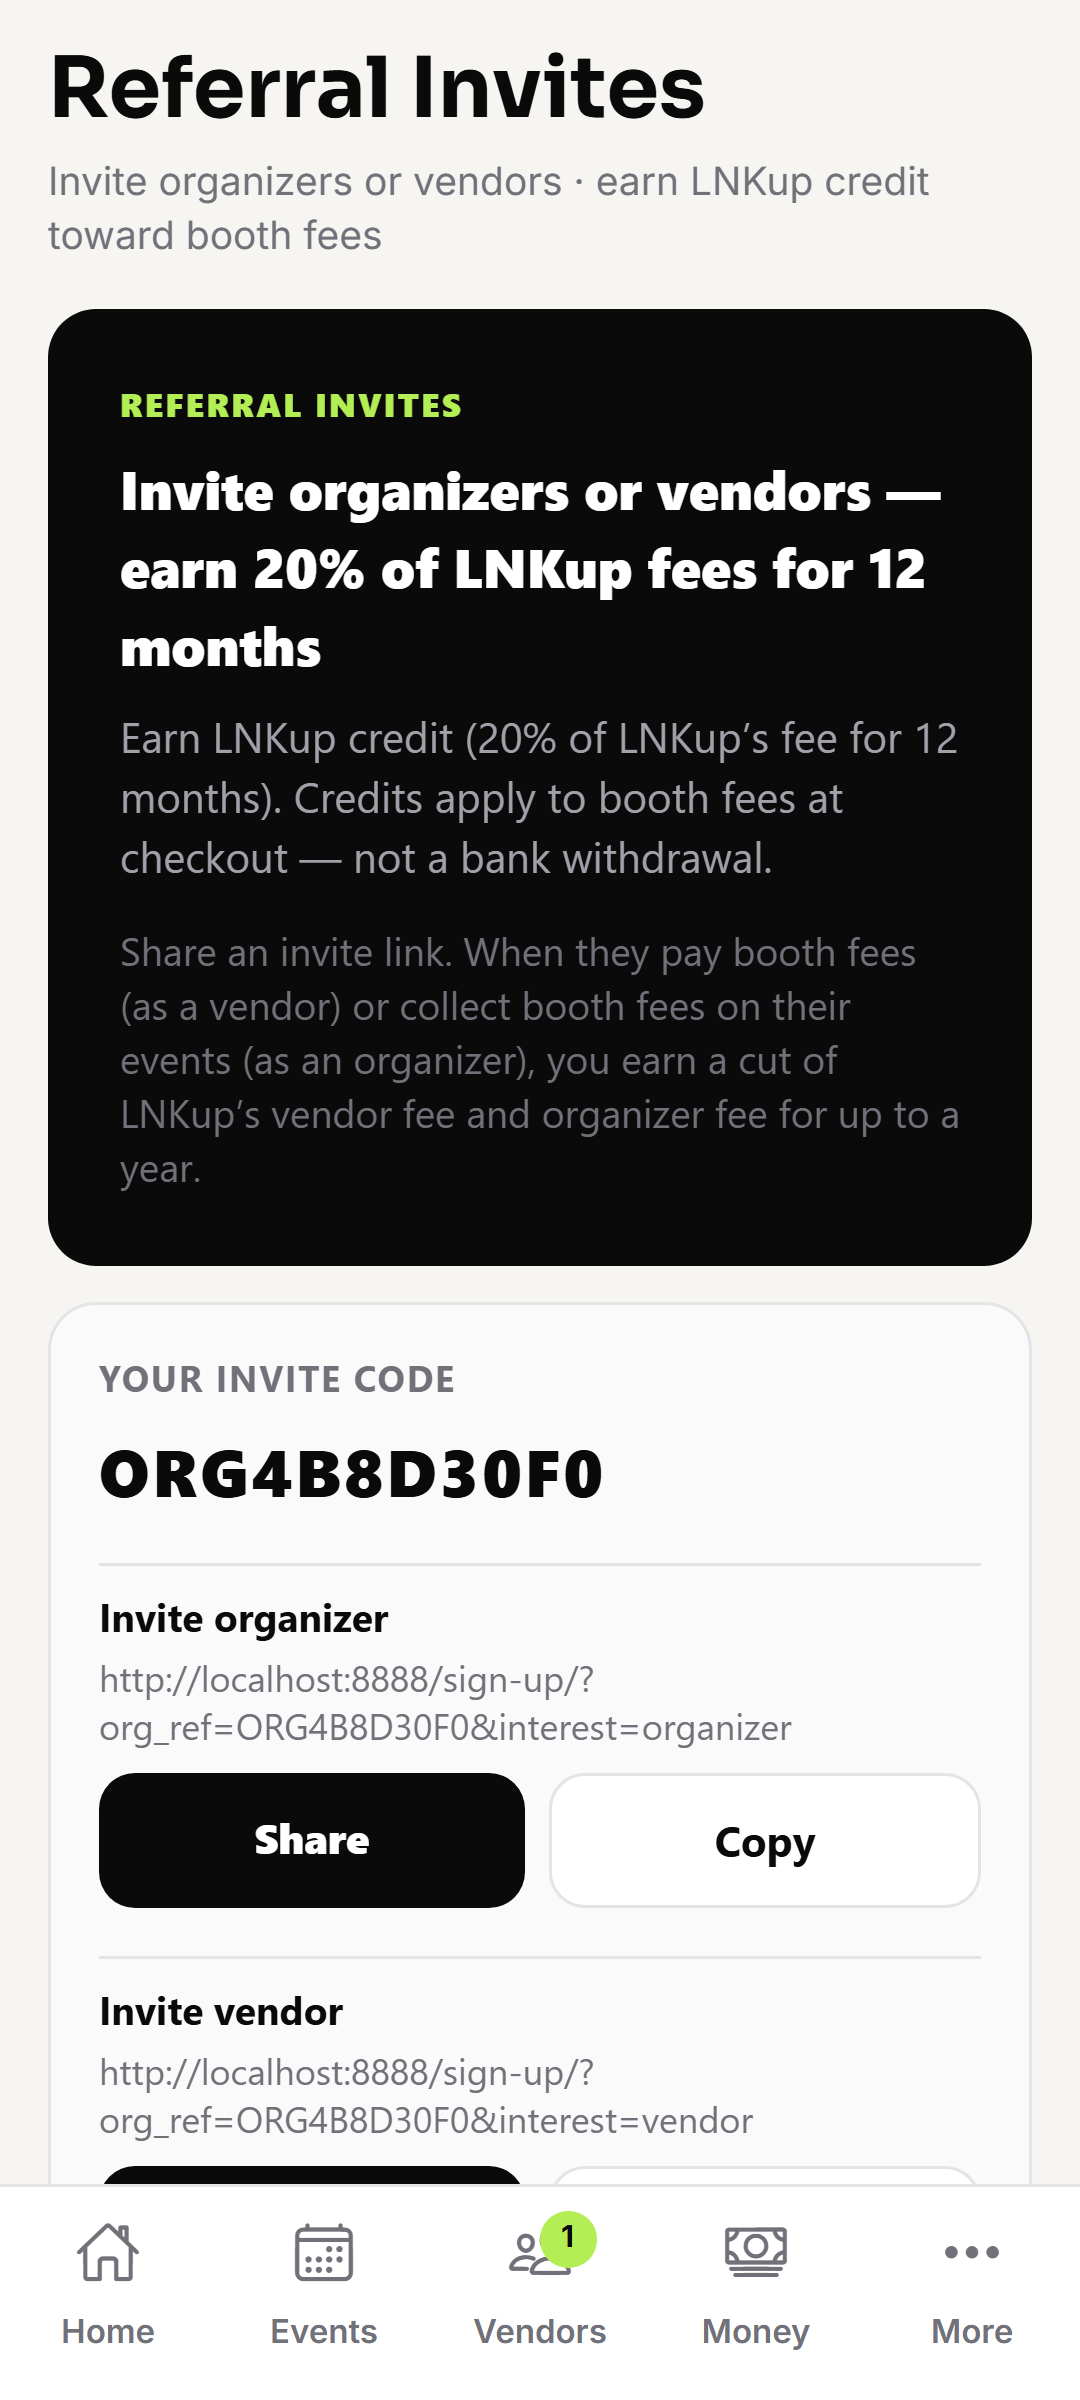 Referral Invites
Invite organizers or vendors · earn LNKup credit
toward booth fees
REFERRAL INVITES
Invite organizers or vendors —
earn 20% of LNKup fees for 12
months
Earn LNKup credit (20% of LNKup’s fee for 12
months). Credits apply to booth fees at
checkout — not a bank withdrawal.
Share an invite link. When they pay booth fees
(as a vendor) or collect booth fees on their
events (as an organizer), you earn a cut of
LNKup’s vendor fee and organizer fee for up to a
year.
YOUR INVITE CODE
ORG4B8D30F0
Invite organizer
http://localhost:8888/sign-up/?
org_ref=ORG4B8D30F0&interest=organizer
Share
Copy
Invite vendor
http://localhost:8888/sign-up/?
org_ref=ORG4B8D30F0&interest=vendor
1
Home
Events
Vendors
Money
More